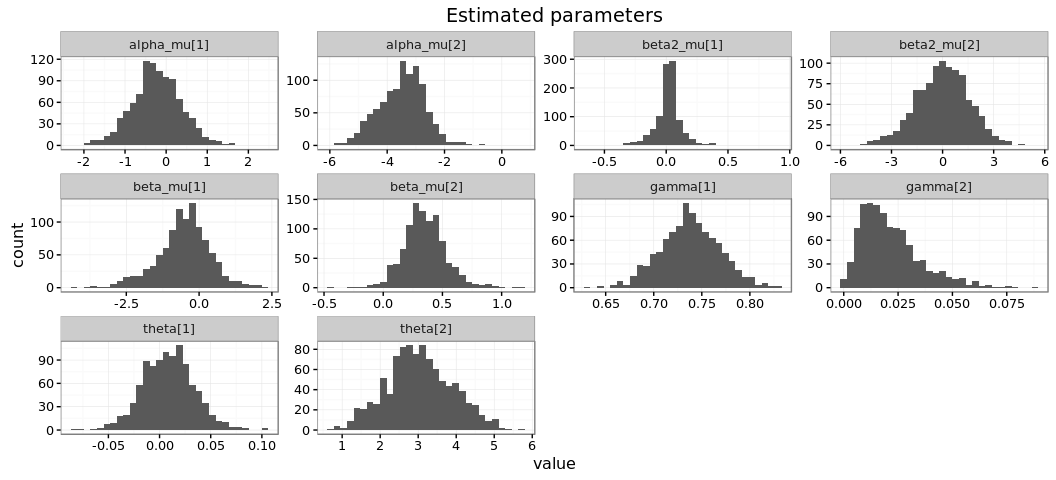 Estimated parameters
alpha_mu[1] alpha_mu[2] beta2_mu[1] beta2_mu[2]
120
90
60
30
0
-2 -1 0 1 2
100
50
0
-6 -4 -2 0
300
200
100
0
-0.5 0.0 0.5 1.0
100
75
50
25
0
-6 -3 0 3 6
beta_mu[1] beta_mu[2] gamma[1] gamma[2]
100
50
0
-2.5 0.0 2.5
150
100
50
0
-0.5 0.0 0.5 1.0
90
60
30
0
0.65 0.70 0.75 0.80
90
60
30
0
0.000 0.025 0.050 0.075
theta[1] theta[2]
90
60
30
0
-0.05 0.00 0.05 0.10
80
60
40
20
0
1 2 3 4 5 6
count
value